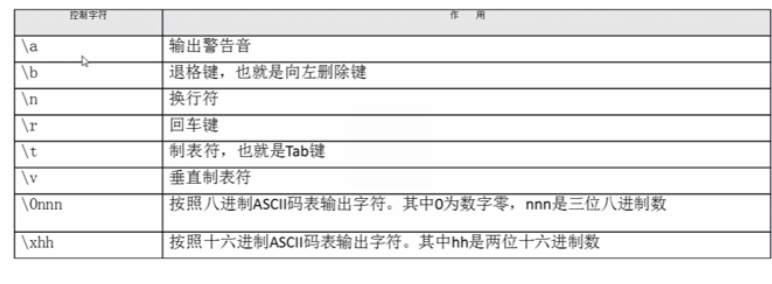 控制字符 作 用
\a 输出警告音
\b 退格键，也就是向左删除键
\n 换行符
\r 回车键
\t 制表符，也就是Tab键
\v 垂直制表符
\0nnn 按照八进制ASCII码表输出字符。其中0为数字零，nnn是三位八进制数
\xhh 按照十六进制ASCII码表输出字符。其中hh是两位十六进制数